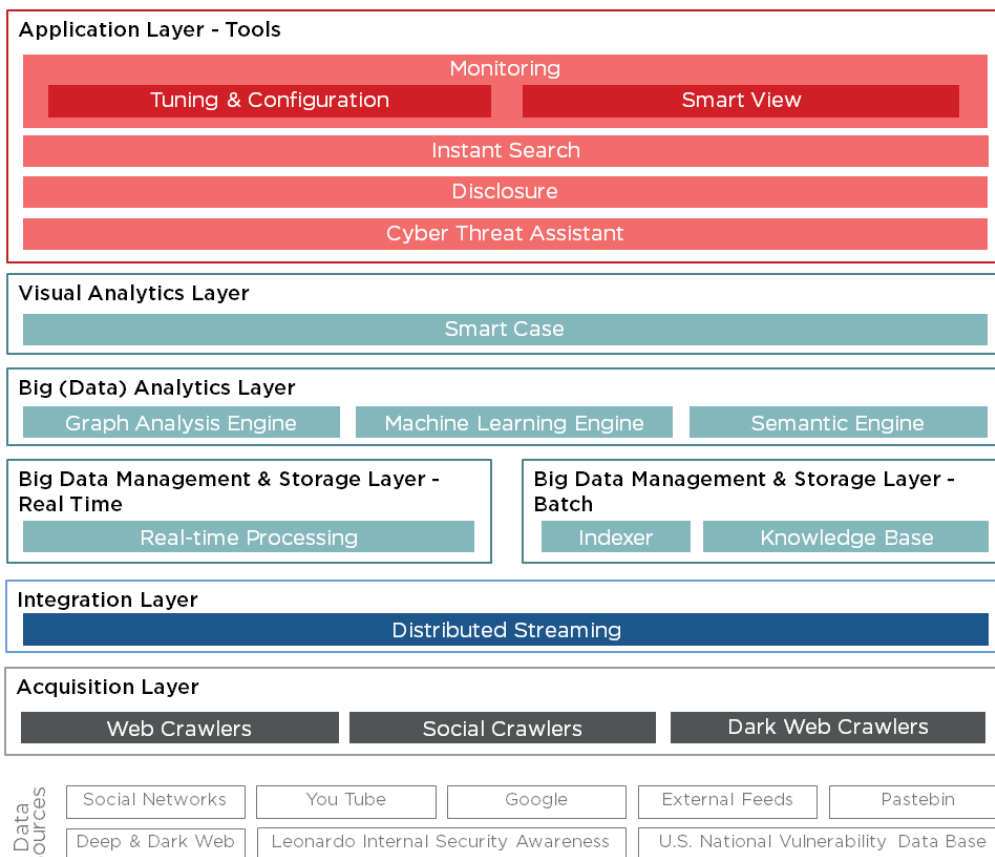 Application Layer - Tools
Monitoring
Tuning & Configuration
Smart View
Instant Search
Disclosure
Cyber Threat Assistant
Visual Analytics Layer
Smart Case
Big (Data) Analytics Layer
Graph Analysis Engine
Machine Learning Engine
Semantic Engine
Big Data Management & Storage Layer -
Real Time
Real-time Processing
Big Data Management & Storage Layer -
Batch
Indexer
Knowledge Base
Integration Layer
Distributed Streaming
Acquisition Layer
Web Crawlers
Social Crawlers
Dark Web Crawlers
Data
ources
Social Networks
You Tube
Google
External Feeds
Pastebin
Deep & Dark Web
Leonardo Internal Security Awareness
U.S. National Vulnerability Data Base